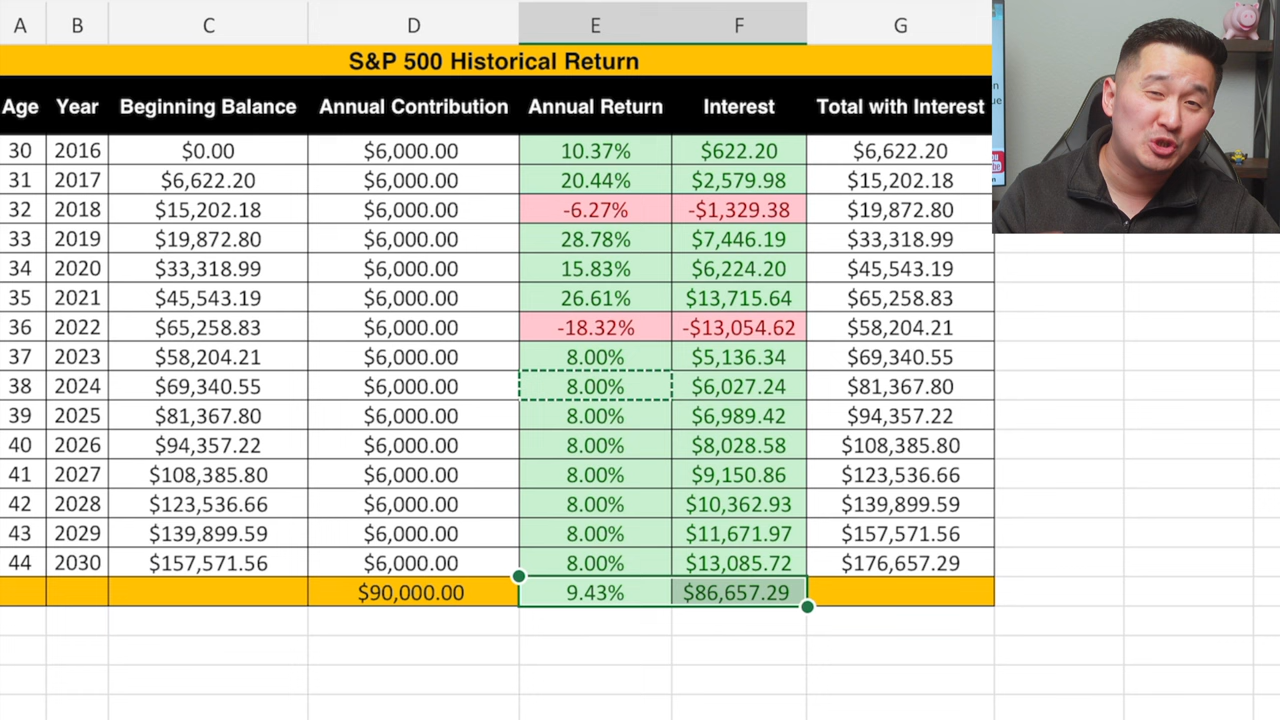 A B C D E F G
S&P 500 Historical Return
Age Year Beginning Balance Annual Contribution Annual Return Interest Total with Interest
30 2016 $0.00 $6,000.00 10.37% $622.20 $6,622.20
31 2017 $6,622.20 $6,000.00 20.44% $2,579.98 $15,202.18
32 2018 $15,202.18 $6,000.00 -6.27% -$1,329.38 $19,872.80
33 2019 $19,872.80 $6,000.00 28.78% $7,446.19 $33,318.99
34 2020 $33,318.99 $6,000.00 15.83% $6,224.20 $45,543.19
35 2021 $45,543.19 $6,000.00 26.61% $13,715.64 $65,258.83
36 2022 $65,258.83 $6,000.00 -18.32% -$13,054.62 $58,204.21
37 2023 $58,204.21 $6,000.00 8.00% $5,136.34 $69,340.55
38 2024 $69,340.55 $6,000.00 8.00% $6,027.24 $81,367.80
39 2025 $81,367.80 $6,000.00 8.00% $6,989.42 $94,357.22
40 2026 $94,357.22 $6,000.00 8.00% $8,028.58 $108,385.80
41 2027 $108,385.80 $6,000.00 8.00% $9,150.86 $123,536.66
42 2028 $123,536.66 $6,000.00 8.00% $10,362.93 $139,899.59
43 2029 $139,899.59 $6,000.00 8.00% $11,671.97 $157,571.56
44 2030 $157,571.56 $6,000.00 8.00% $13,085.72 $176,657.29
$90,000.00 9.43% $86,657.29